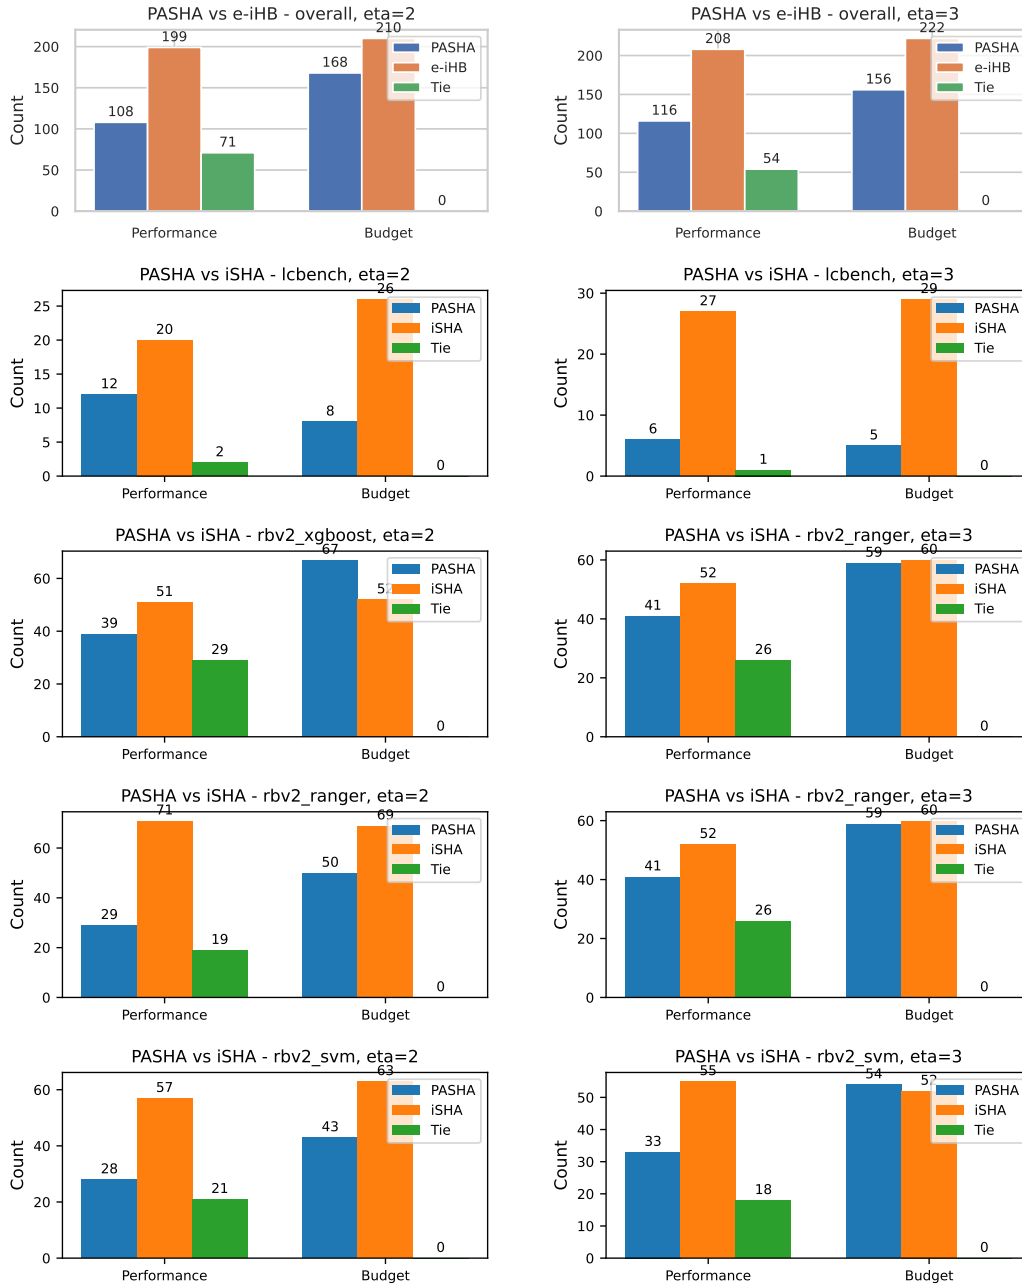 PASHA vs e-iHB - overall, eta=2
Count
200
150
100
50
0
108
199
71
168
210
0
Performance
Budget
PASHA
e-iHB
Tie
PASHA vs e-iHB - overall, eta=3
Count
200
150
100
50
0
116
208
54
156
222
0
Performance
Budget
PASHA
e-iHB
Tie
PASHA vs iSHA - lcbench, eta=2
Count
25
20
15
10
5
0
12
20
2
8
26
0
Performance
Budget
PASHA
iSHA
Tie
PASHA vs iSHA - lcbench, eta=3
Count
30
20
10
0
6
27
1
5
29
0
Performance
Budget
PASHA
iSHA
Tie
PASHA vs iSHA - rbv2_xgboost, eta=2
Count
60
40
20
0
39
51
29
67
52
0
Performance
Budget
PASHA
iSHA
Tie
PASHA vs iSHA - rbv2_ranger, eta=3
Count
60
50
40
30
20
10
0
41
52
26
59
60
0
Performance
Budget
PASHA
iSHA
Tie
PASHA vs iSHA - rbv2_ranger, eta=2
Count
60
40
20
0
29
71
19
50
69
0
Performance
Budget
PASHA
iSHA
Tie
PASHA vs iSHA - rbv2_ranger, eta=3
Count
60
50
40
30
20
10
0
41
52
26
59
60
0
Performance
Budget
PASHA
iSHA
Tie
PASHA vs iSHA - rbv2_svm, eta=2
Count
60
40
20
0
28
57
21
43
63
0
Performance
Budget
PASHA
iSHA
Tie
PASHA vs iSHA - rbv2_svm, eta=3
Count
50
40
30
20
10
0
33
55
18
54
52
0
Performance
Budget
PASHA
iSHA
Tie